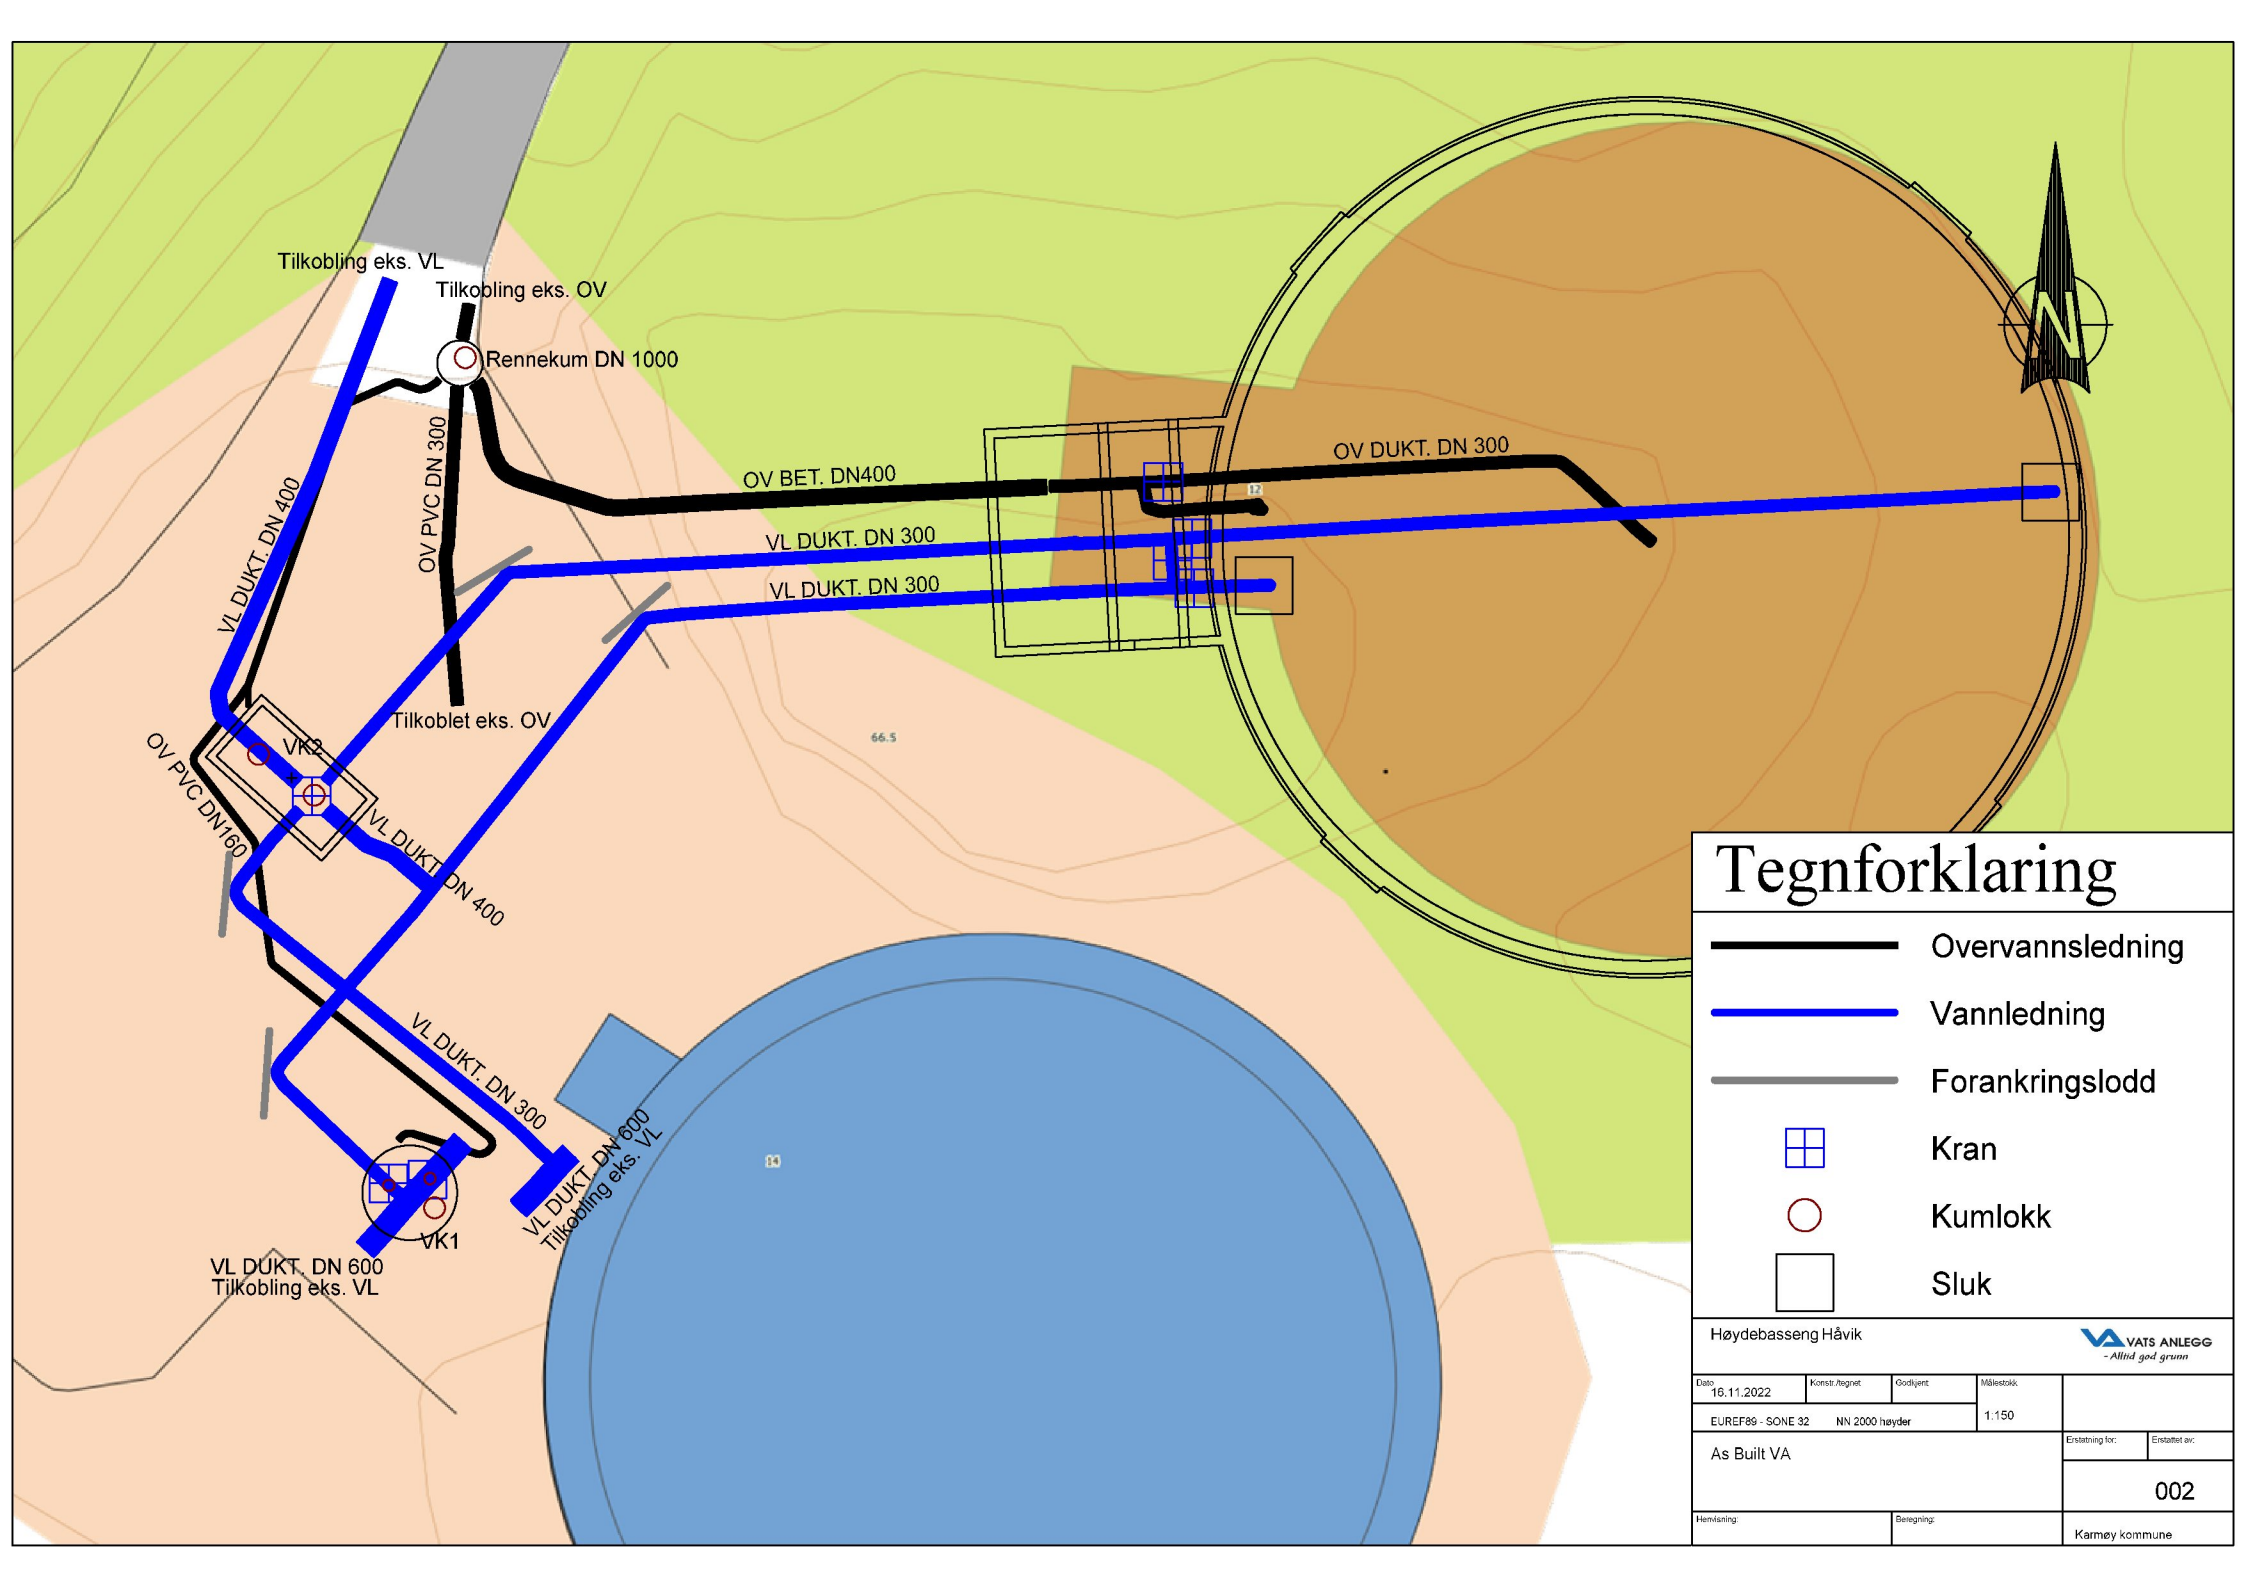 Tilkobling eks. VL
Tilkobling eks. OV
Rennekum DN 1000
VL DUKT. DN 400
OV PVC DN 300
OV BET. DN400
OV DUKT. DN 300
12
VL DUKT. DN 300
VL DUKT. DN 300
Tilkoblet eks. OV
66.5
VK2
OV PVC DN160
VL DUKT. DN 400
VL DUKT. DN 300
VL DUKT. DN 600
Tilkobling eks. VL
14
VK1
VL DUKT. DN 600
Tilkobling eks. VL
N
Tegnforklaring
Overvannsledning
Vannledning
Forankringslodd
Kran
Kumlokk
Sluk
Høydebasseng Håvik
VA VATS ANLEGG
- Alltid god grunn
Dato
16.11.2022
Konstr./tegnet
Godkjent
Målestokk
1:150
EUREF89 - SONE 32 NN 2000 høyder
As Built VA
Erstatning for:
Erstattet av:
002
Henvisning:
Beregning:
Karmøy kommune